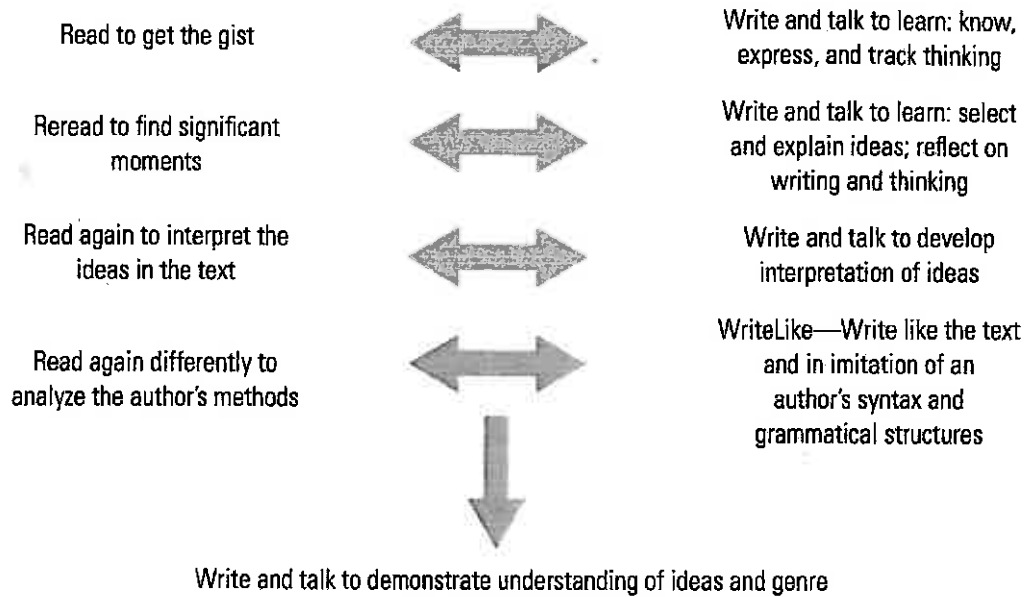 Read to get the gist
Write and talk to learn: know,
express, and track thinking
Reread to find significant
moments
Write and talk to learn: select
and explain ideas; reflect on
writing and thinking
Read again to interpret the
ideas in the text
Write and talk to develop
interpretation of ideas
Read again differently to
analyze the author's methods
WriteLike—Write like the text
and in imitation of an
author's syntax and
grammatical structures
Write and talk to demonstrate understanding of ideas and genre